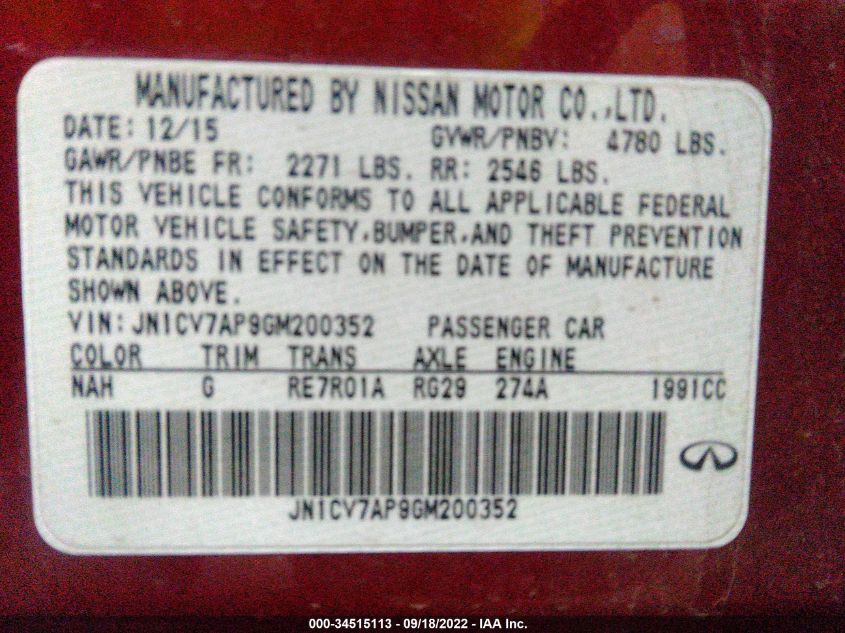 MANUFACTURED BY NISSAN MOTOR CO.,LTD.
DATE: 12/15 GVWR/PNBV: 4780 LBS.
GAWR/PNBE FR: 2271 LBS. RR: 2546 LBS.
THIS VEHICLE CONFORMS TO ALL APPLICABLE FEDERAL
MOTOR VEHICLE SAFETY,BUMPER,AND THEFT PREVENTION
STANDARDS IN EFFECT ON THE DATE OF MANUFACTURE
SHOWN ABOVE.
VIN: JN1CV7AP9GM200352 PASSENGER CAR
COLOR TRIM TRANS AXLE ENGINE
NAH G RE7R01A RG29 274A 1991CC
JN1CV7AP9GM200352
000-34515113 - 09/18/2022 - IAA Inc.